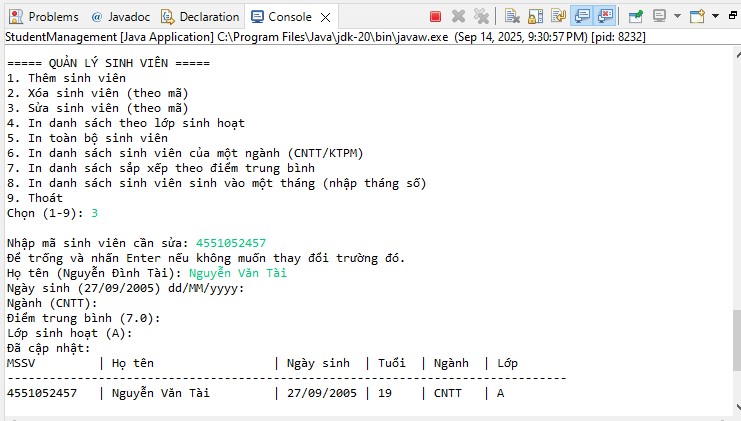 Problems @ Javadoc Declaration Console
StudentManagement [Java Application] C:\Program Files\Java\jdk-20\bin\javaw.exe (Sep 14, 2025, 9:30:57 PM) [pid: 8232]
===== QUẢN LÝ SINH VIÊN =====
1. Thêm sinh viên
2. Xóa sinh viên (theo mã)
3. Sửa sinh viên (theo mã)
4. In danh sách theo lớp sinh hoạt
5. In toàn bộ sinh viên
6. In danh sách sinh viên của một ngành (CNTT/KTPM)
7. In danh sách sắp xếp theo điểm trung bình
8. In danh sách sinh viên sinh vào một tháng (nhập tháng số)
9. Thoát
Chọn (1-9): 3
Nhập mã sinh viên cần sửa: 4551052457
Để trống và nhấn Enter nếu không muốn thay đổi trường đó.
Họ tên (Nguyễn Đình Tài): Nguyễn Văn Tài
Ngày sinh (27/09/2005) dd/MM/yyyy:
Ngành (CNTT):
Điểm trung bình (7.0):
Lớp sinh hoạt (A):
Đã cập nhật:
MSSV | Họ tên | Ngày sinh | Tuổi | Ngành | Lớp
--------------------------------------------------------------------------------
4551052457 | Nguyễn Văn Tài | 27/09/2005 | 19 | CNTT | A